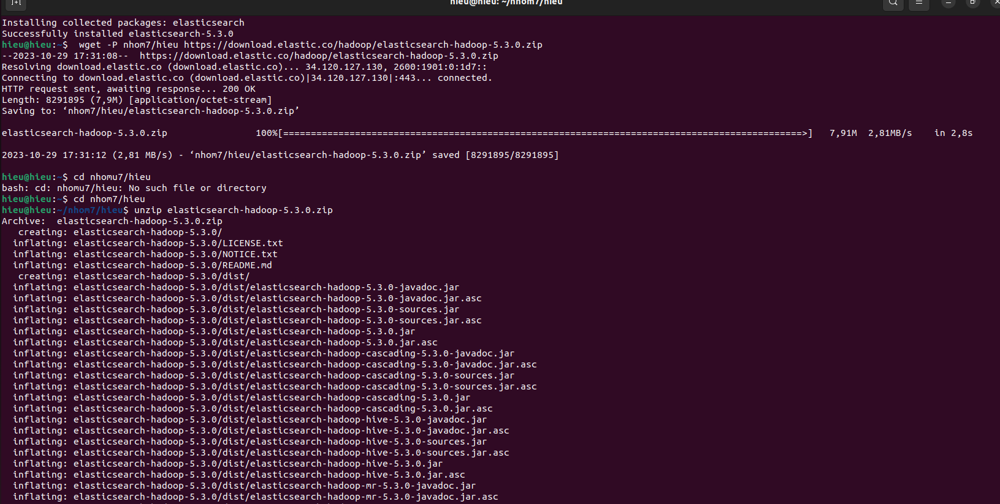 hieu@hieu: ~/nhom7/hieu
Installing collected packages: elasticsearch
Successfully installed elasticsearch-5.3.0
hieu@hieu:~$  wget -P nhom7/hieu https://download.elastic.co/hadoop/elasticsearch-hadoop-5.3.0.zip
--2023-10-29 17:31:08--  https://download.elastic.co/hadoop/elasticsearch-hadoop-5.3.0.zip
Resolving download.elastic.co (download.elastic.co)... 34.120.127.130, 2600:1901:0:1d7::
Connecting to download.elastic.co (download.elastic.co)|34.120.127.130|:443... connected.
HTTP request sent, awaiting response... 200 OK
Length: 8291895 (7,9M) [application/octet-stream]
Saving to: ‘nhom7/hieu/elasticsearch-hadoop-5.3.0.zip’
elasticsearch-hadoop-5.3.0.zip                100%[==============================================================================================>]   7,91M  2,81MB/s    in 2,8s
2023-10-29 17:31:12 (2,81 MB/s) - ‘nhom7/hieu/elasticsearch-hadoop-5.3.0.zip’ saved [8291895/8291895]
hieu@hieu:~$ cd nhomu7/hieu
bash: cd: nhomu7/hieu: No such file or directory
hieu@hieu:~$ cd nhom7/hieu
hieu@hieu:~/nhom7/hieu$ unzip elasticsearch-hadoop-5.3.0.zip
Archive:  elasticsearch-hadoop-5.3.0.zip
   creating: elasticsearch-hadoop-5.3.0/
  inflating: elasticsearch-hadoop-5.3.0/LICENSE.txt
  inflating: elasticsearch-hadoop-5.3.0/NOTICE.txt
  inflating: elasticsearch-hadoop-5.3.0/README.md
   creating: elasticsearch-hadoop-5.3.0/dist/
  inflating: elasticsearch-hadoop-5.3.0/dist/elasticsearch-hadoop-5.3.0-javadoc.jar
  inflating: elasticsearch-hadoop-5.3.0/dist/elasticsearch-hadoop-5.3.0-javadoc.jar.asc
  inflating: elasticsearch-hadoop-5.3.0/dist/elasticsearch-hadoop-5.3.0-sources.jar
  inflating: elasticsearch-hadoop-5.3.0/dist/elasticsearch-hadoop-5.3.0-sources.jar.asc
  inflating: elasticsearch-hadoop-5.3.0/dist/elasticsearch-hadoop-5.3.0.jar
  inflating: elasticsearch-hadoop-5.3.0/dist/elasticsearch-hadoop-5.3.0.jar.asc
  inflating: elasticsearch-hadoop-5.3.0/dist/elasticsearch-hadoop-cascading-5.3.0-javadoc.jar
  inflating: elasticsearch-hadoop-5.3.0/dist/elasticsearch-hadoop-cascading-5.3.0-javadoc.jar.asc
  inflating: elasticsearch-hadoop-5.3.0/dist/elasticsearch-hadoop-cascading-5.3.0-sources.jar
  inflating: elasticsearch-hadoop-5.3.0/dist/elasticsearch-hadoop-cascading-5.3.0-sources.jar.asc
  inflating: elasticsearch-hadoop-5.3.0/dist/elasticsearch-hadoop-cascading-5.3.0.jar
  inflating: elasticsearch-hadoop-5.3.0/dist/elasticsearch-hadoop-cascading-5.3.0.jar.asc
  inflating: elasticsearch-hadoop-5.3.0/dist/elasticsearch-hadoop-hive-5.3.0-javadoc.jar
  inflating: elasticsearch-hadoop-5.3.0/dist/elasticsearch-hadoop-hive-5.3.0-javadoc.jar.asc
  inflating: elasticsearch-hadoop-5.3.0/dist/elasticsearch-hadoop-hive-5.3.0-sources.jar
  inflating: elasticsearch-hadoop-5.3.0/dist/elasticsearch-hadoop-hive-5.3.0-sources.jar.asc
  inflating: elasticsearch-hadoop-5.3.0/dist/elasticsearch-hadoop-hive-5.3.0.jar
  inflating: elasticsearch-hadoop-5.3.0/dist/elasticsearch-hadoop-hive-5.3.0.jar.asc
  inflating: elasticsearch-hadoop-5.3.0/dist/elasticsearch-hadoop-mr-5.3.0-javadoc.jar
  inflating: elasticsearch-hadoop-5.3.0/dist/elasticsearch-hadoop-mr-5.3.0-javadoc.jar.asc